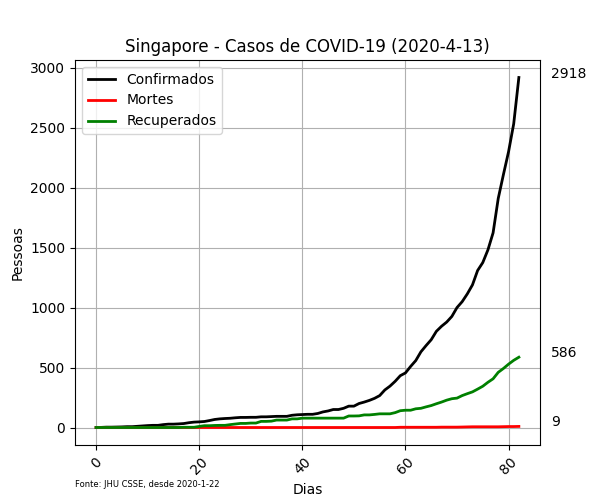 Singapore - Casos de COVID-19 (2020-4-13)
Confirmados
Mortes
Recuperados
3000
2500
2000
1500
1000
500
0
Pessoas
2918
586
9
0
20
40
60
80
Dias
Fonte: JHU CSSE, desde 2020-1-22